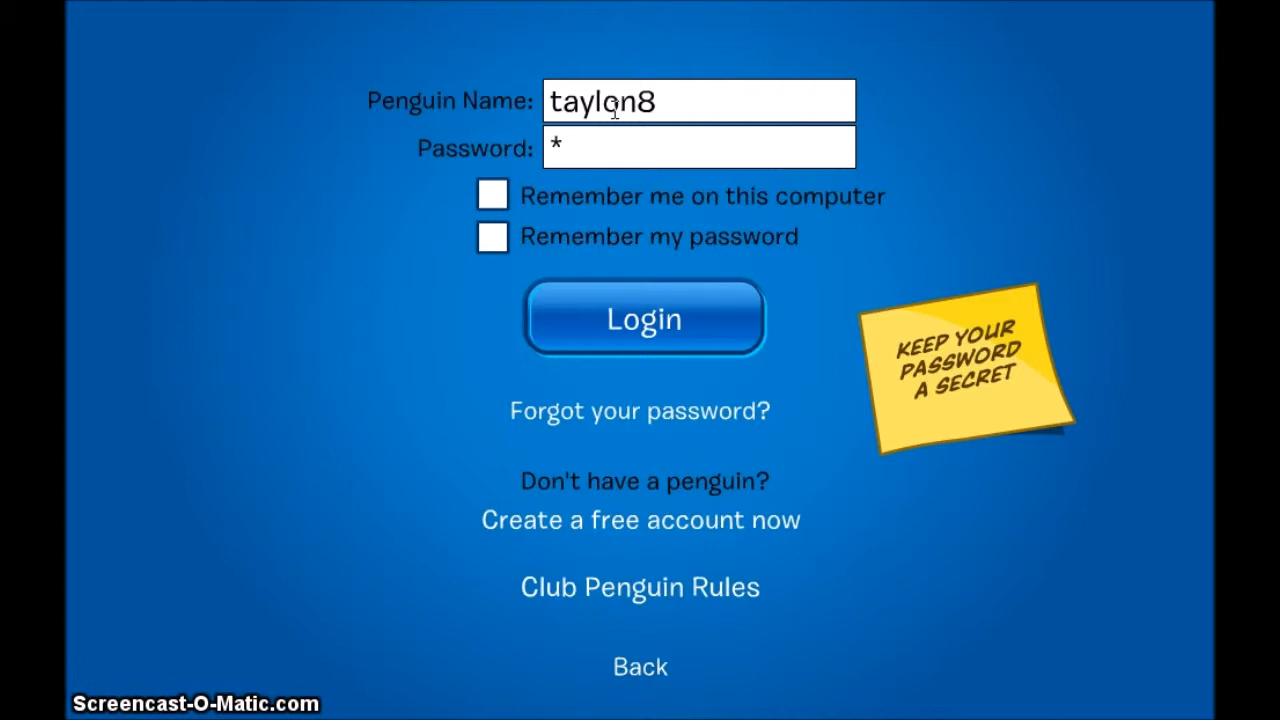 Penguin Name: taylon8
Password: *
Remember me on this computer
Remember my password
Login
KEEP YOUR
PASSWORD
A SECRET
Forgot your password?
Don't have a penguin?
Create a free account now
Club Penguin Rules
Back
Screencast-O-Matic.com